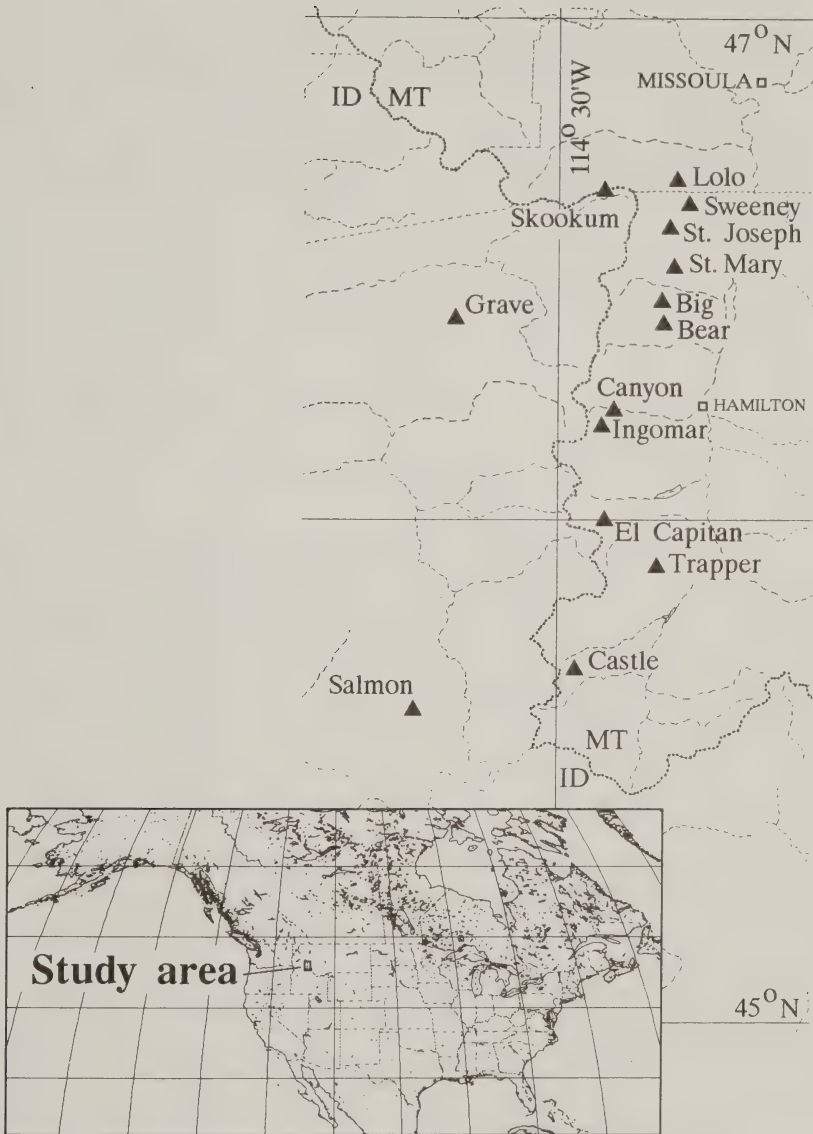 47° N
MISSOULA
ID MT
114° 30'W
Lolo
Skookum
Sweeney
St. Joseph
St. Mary
Grave
Big
Bear
Canyon
HAMILTON
Ingomar
El Capitan
Trapper
Castle
Salmon
MT
ID
Study area
45° N